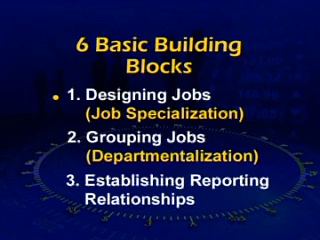 6 Basic Building
Blocks
• 1. Designing Jobs
(Job Specialization)
2. Grouping Jobs
(Departmentalization)
3. Establishing Reporting
Relationships